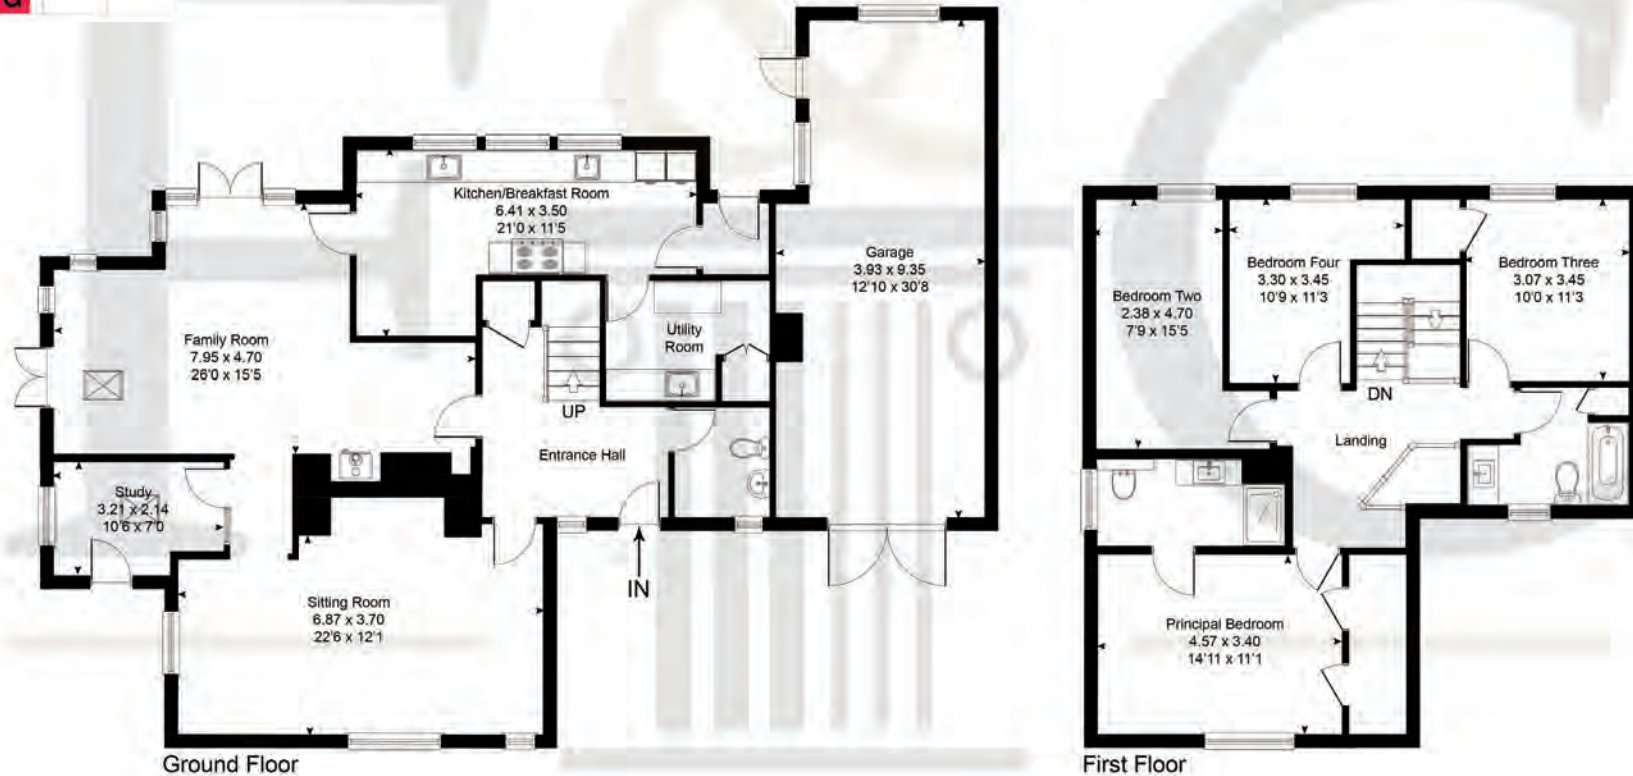 Kitchen/Breakfast Room
6.41 x 3.50
21'0 x 11'5
Garage
3.93 x 9.35
12'10 x 30'8
Family Room
7.95 x 4.70
26'0 x 15'5
Utility
Room
UP
Entrance Hall
Study
3.21 x 2.14
10'6 x 7'0
IN
Sitting Room
6.87 x 3.70
22'6 x 12'1
Ground Floor
Bedroom Two
2.38 x 4.70
7'9 x 15'5
Bedroom Four
3.30 x 3.45
10'9 x 11'3
Bedroom Three
3.07 x 3.45
10'0 x 11'3
DN
Landing
Principal Bedroom
4.57 x 3.40
14'11 x 11'1
First Floor